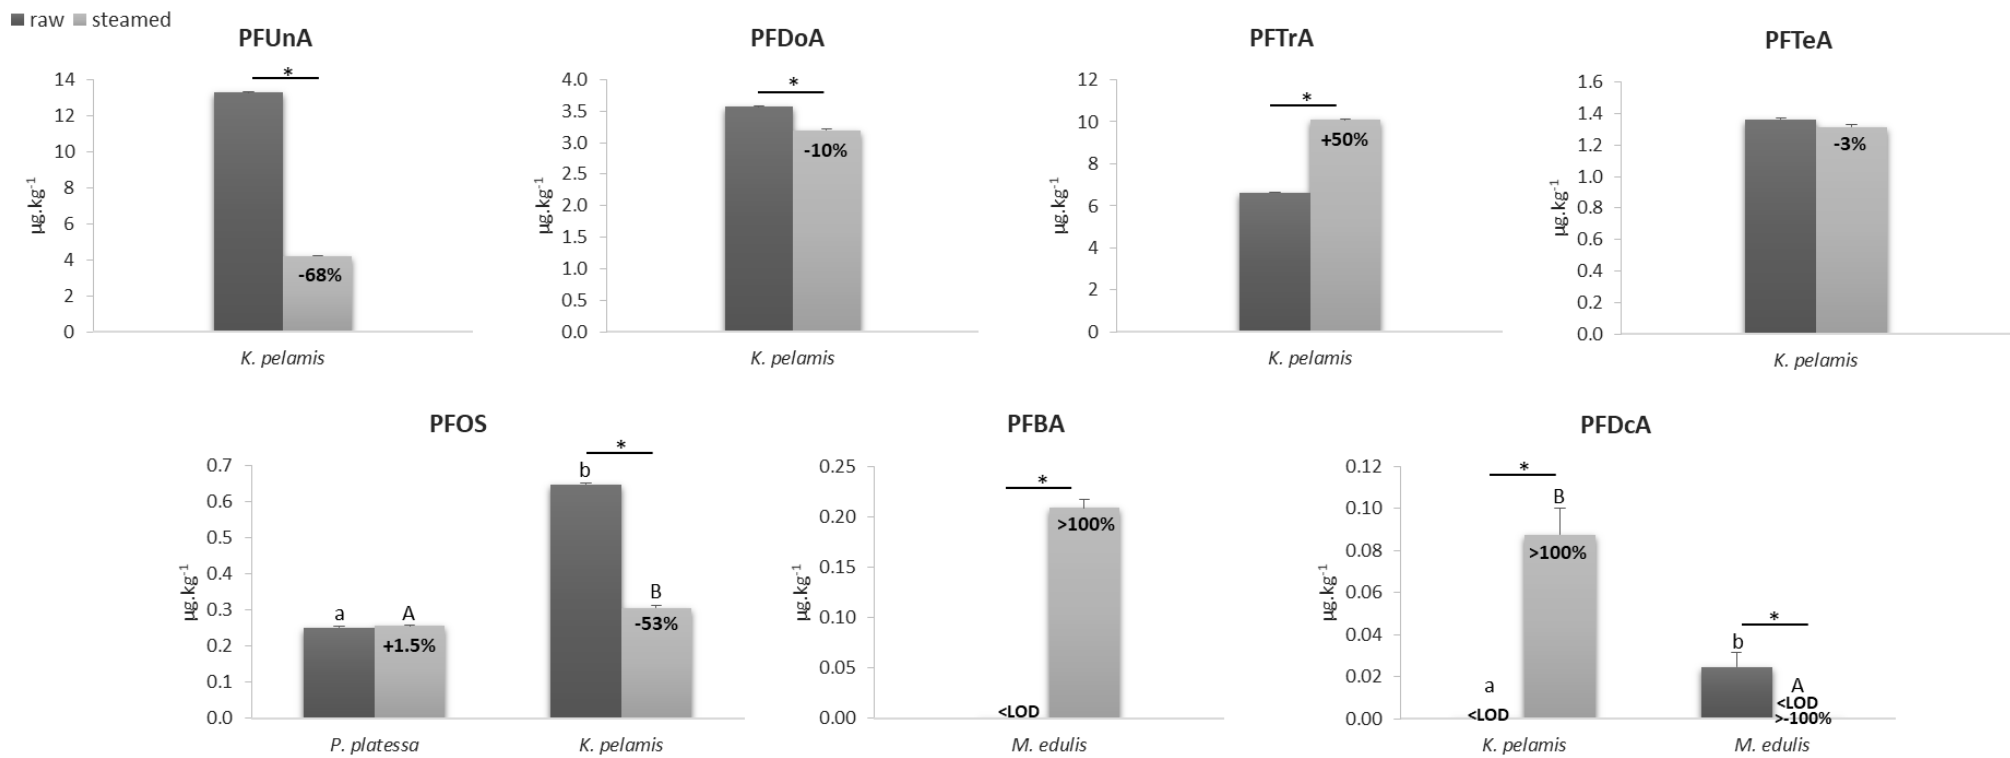 raw steamed
PFUnA
*
14
12
10
8
6
4
2
0
µg.kg-1
-68%
K. pelamis
PFDoA
*
4.0
3.5
3.0
2.5
2.0
1.5
1.0
0.5
0.0
µg.kg-1
-10%
K. pelamis
PFTrA
*
12
10
8
6
4
2
0
µg.kg-1
+50%
K. pelamis
PFTeA
1.6
1.4
1.2
1.0
0.8
0.6
0.4
0.2
0.0
µg.kg-1
-3%
K. pelamis
PFOS
*
0.7
0.6
0.5
0.4
0.3
0.2
0.1
0.0
µg.kg-1
a A
+1.5%
b
B
-53%
P. platessa K. pelamis
PFBA
*
0.25
0.20
0.15
0.10
0.05
0.00
µg.kg-1
>100%
<LOD
M. edulis
PFDcA
*
0.12
0.10
0.08
0.06
0.04
0.02
0.00
µg.kg-1
B
>100%
a
<LOD
*
b
A
<LOD
>-100%
K. pelamis M. edulis